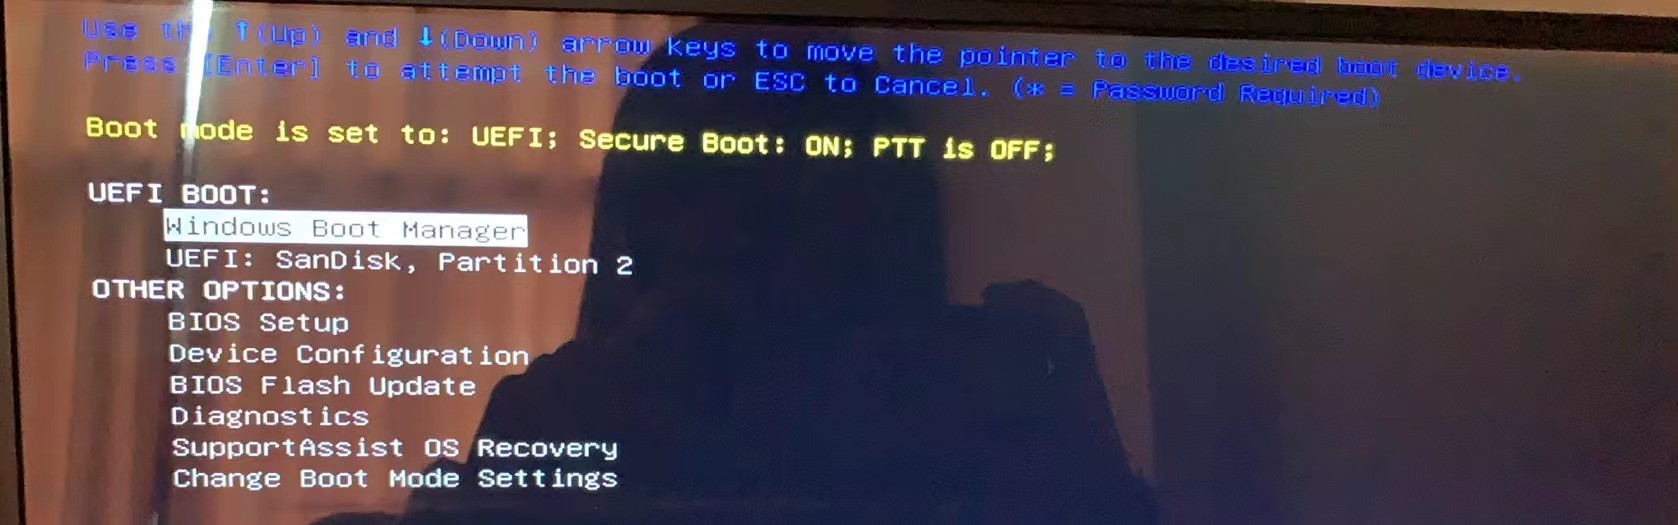 Use the ↑(Up) and ↓(Down) arrow keys to move the pointer to the desired boot device.
Press [Enter] to attempt the boot or ESC to Cancel. (* = Password Required)
Boot mode is set to: UEFI; Secure Boot: ON; PTT is OFF;
UEFI BOOT:
Windows Boot Manager
UEFI: SanDisk, Partition 2
OTHER OPTIONS:
BIOS Setup
Device Configuration
BIOS Flash Update
Diagnostics
SupportAssist OS Recovery
Change Boot Mode Settings